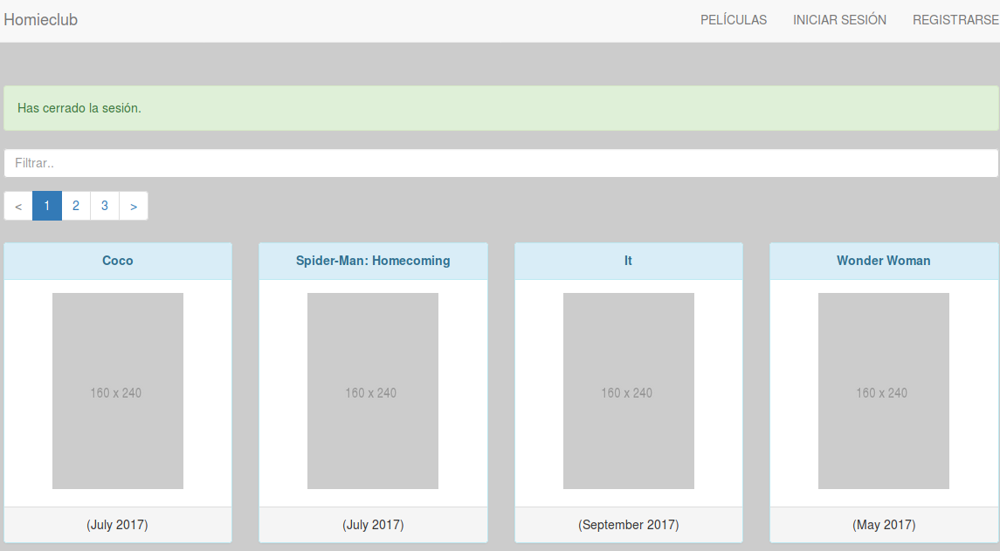 Homieclub
PELÍCULAS INICIAR SESIÓN REGISTRARSE
Has cerrado la sesión.
Filtrar..
< 1 2 3 >
Coco
160 x 240
(July 2017)
Spider-Man: Homecoming
160 x 240
(July 2017)
It
160 x 240
(September 2017)
Wonder Woman
160 x 240
(May 2017)